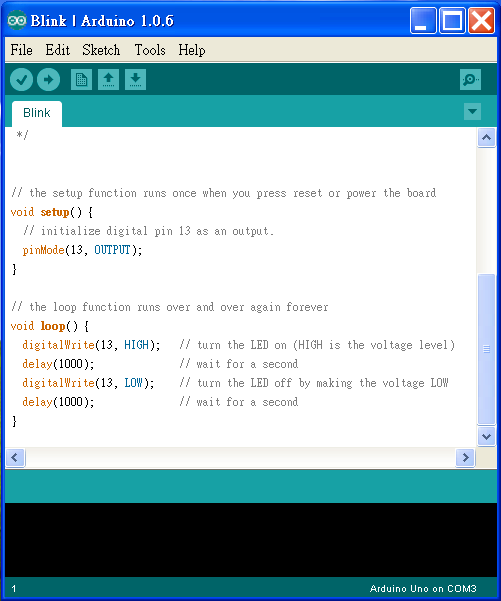 Blink | Arduino 1.0.6
File Edit Sketch Tools Help
Blink
*/
// the setup function runs once when you press reset or power the board
void setup() {
  // initialize digital pin 13 as an output.
  pinMode(13, OUTPUT);
}
// the loop function runs over and over again forever
void loop() {
  digitalWrite(13, HIGH);   // turn the LED on (HIGH is the voltage level)
  delay(1000);              // wait for a second
  digitalWrite(13, LOW);    // turn the LED off by making the voltage LOW
  delay(1000);              // wait for a second
}
1 Arduino Uno on COM3